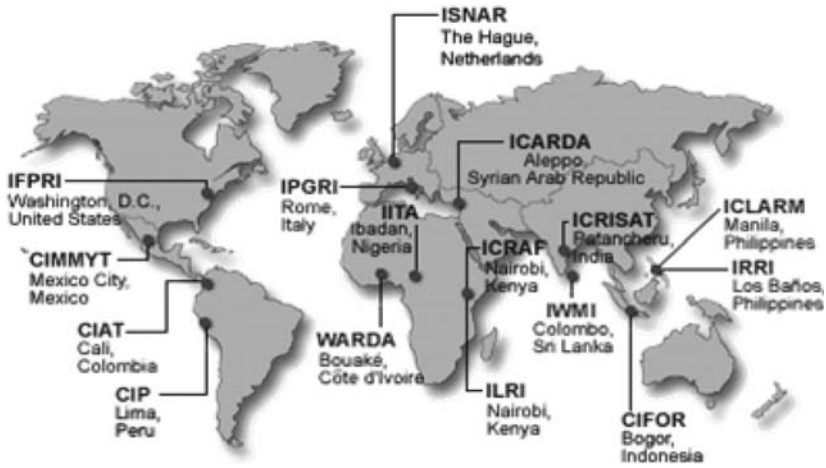 ISNAR
The Hague,
Netherlands
ICARDA
Aleppo,
Syrian Arab Republic
IFPRI
Washington, D.C.,
United States
IPGRI
Rome,
Italy
IITA
Ibadan,
Nigeria
ICRISAT
Patancheru,
India
ICLARM
Manila,
Philippines
CIMMYT
Mexico City,
Mexico
ICRAF
Nairobi,
Kenya
IRRI
Los Baños,
Philippines
CIAT
Cali,
Colombia
WARDA
Bouaké,
Côte d'Ivoire
IWMI
Colombo,
Sri Lanka
CIP
Lima,
Peru
ILRI
Nairobi,
Kenya
CIFOR
Bogor,
Indonesia